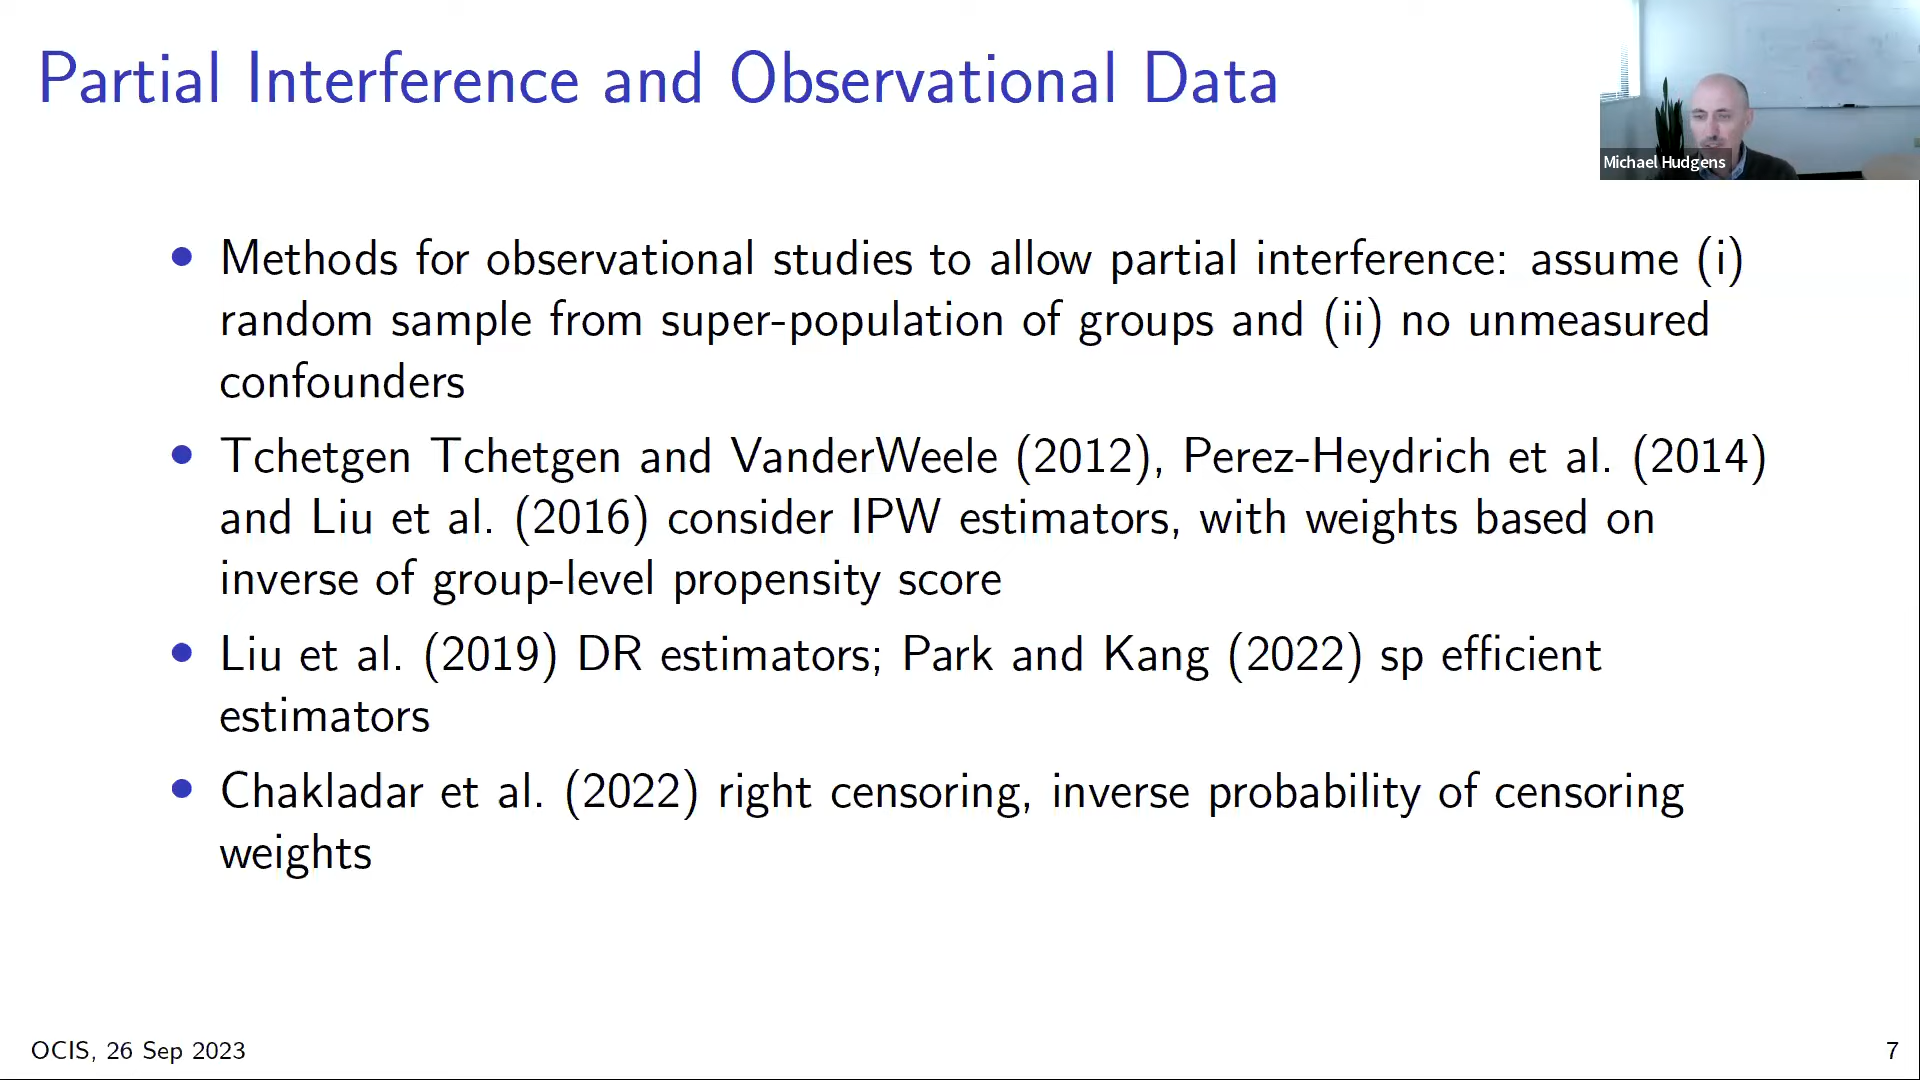 Partial Interference and Observational Data
Michael Hudgens
• Methods for observational studies to allow partial interference: assume (i)
random sample from super-population of groups and (ii) no unmeasured
confounders
• Tchetgen Tchetgen and VanderWeele (2012), Perez-Heydrich et al. (2014)
and Liu et al. (2016) consider IPW estimators, with weights based on
inverse of group-level propensity score
• Liu et al. (2019) DR estimators; Park and Kang (2022) sp efficient
estimators
• Chakladar et al. (2022) right censoring, inverse probability of censoring
weights
OCIS, 26 Sep 2023
7